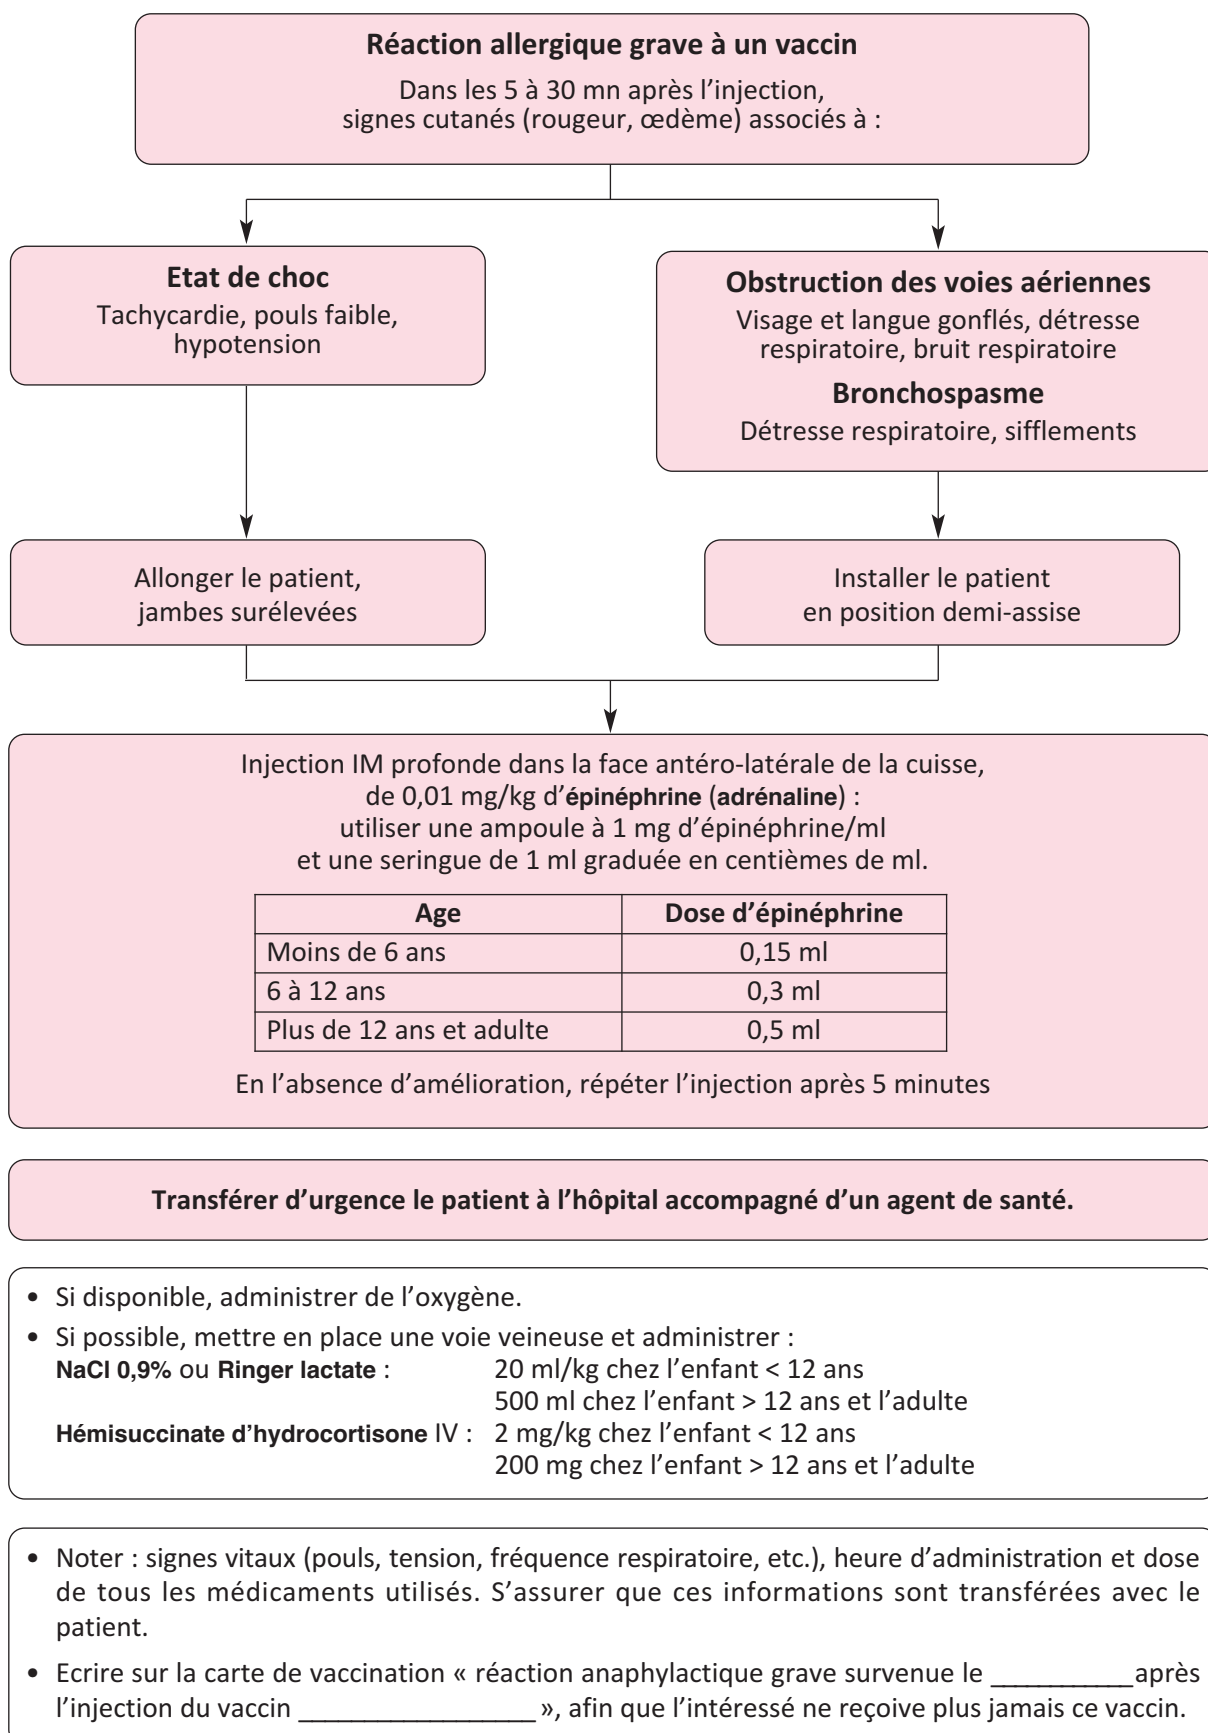 Réaction allergique grave à un vaccin
Dans les 5 à 30 mn après l’injection,
signes cutanés (rougeur, œdème) associés à :
Etat de choc
Tachycardie, pouls faible,
hypotension
Obstruction des voies aériennes
Visage et langue gonflés, détresse
respiratoire, bruit respiratoire
Bronchospasme
Détresse respiratoire, sifflements
Allonger le patient,
jambes surélevées
Installer le patient
en position demi-assise
Injection IM profonde dans la face antéro-latérale de la cuisse,
de 0,01 mg/kg d’épinéphrine (adrénaline) :
utiliser une ampoule à 1 mg d’épinéphrine/ml
et une seringue de 1 ml graduée en centièmes de ml.
Age Dose d’épinéphrine
Moins de 6 ans 0,15 ml
6 à 12 ans 0,3 ml
Plus de 12 ans et adulte 0,5 ml
En l’absence d’amélioration, répéter l’injection après 5 minutes
Transférer d’urgence le patient à l’hôpital accompagné d’un agent de santé.
• Si disponible, administrer de l’oxygène.
• Si possible, mettre en place une voie veineuse et administrer :
NaCl 0,9% ou Ringer lactate : 20 ml/kg chez l’enfant < 12 ans
500 ml chez l’enfant > 12 ans et l’adulte
Hémisuccinate d’hydrocortisone IV : 2 mg/kg chez l’enfant < 12 ans
200 mg chez l’enfant > 12 ans et l’adulte
• Noter : signes vitaux (pouls, tension, fréquence respiratoire, etc.), heure d’administration et dose
de tous les médicaments utilisés. S’assurer que ces informations sont transférées avec le
patient.
• Ecrire sur la carte de vaccination « réaction anaphylactique grave survenue le ___________ après
l’injection du vaccin __________________ », afin que l’intéressé ne reçoive plus jamais ce vaccin.